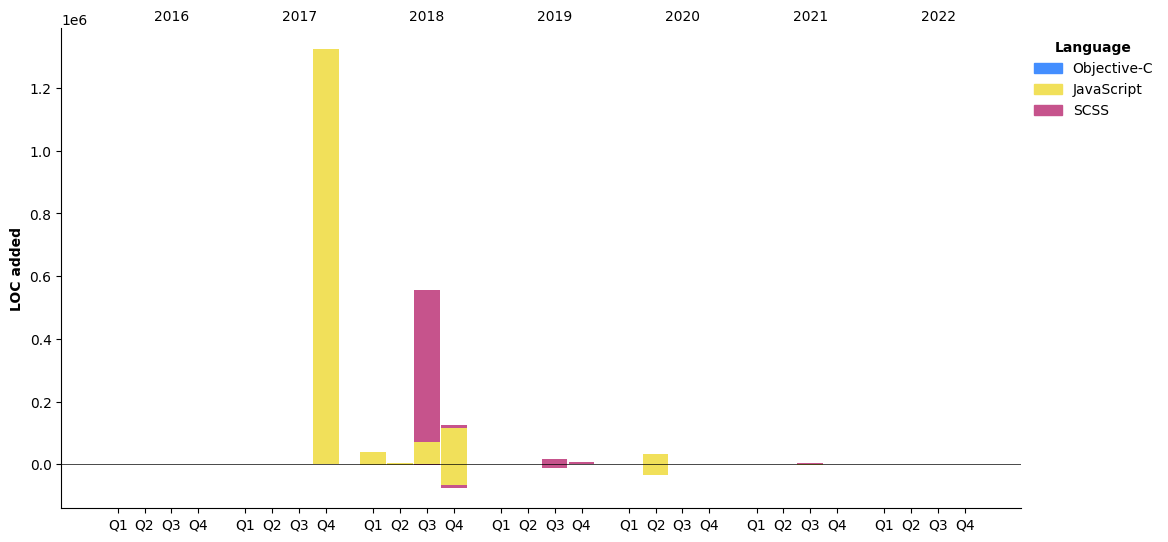 1e6
2016 2017 2018 2019 2020 2021 2022
Language
Objective-C
JavaScript
SCSS
LOC added
1.2
1.0
0.8
0.6
0.4
0.2
0.0
Q1 Q2 Q3 Q4 Q1 Q2 Q3 Q4 Q1 Q2 Q3 Q4 Q1 Q2 Q3 Q4 Q1 Q2 Q3 Q4 Q1 Q2 Q3 Q4 Q1 Q2 Q3 Q4